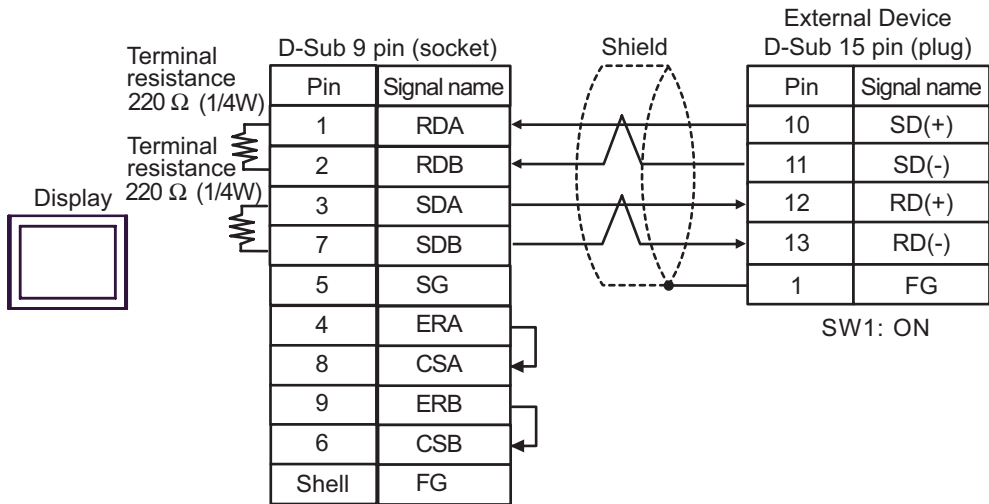 External Device
D-Sub 9 pin (socket)
Shield
D-Sub 15 pin (plug)
Terminal
resistance
220 Ω (1/4W)
Terminal
resistance
220 Ω (1/4W)
Display
Pin Signal name
1 RDA
2 RDB
3 SDA
7 SDB
5 SG
4 ERA
8 CSA
9 ERB
6 CSB
Shell FG
Pin Signal name
10 SD(+)
11 SD(-)
12 RD(+)
13 RD(-)
1 FG
SW1: ON